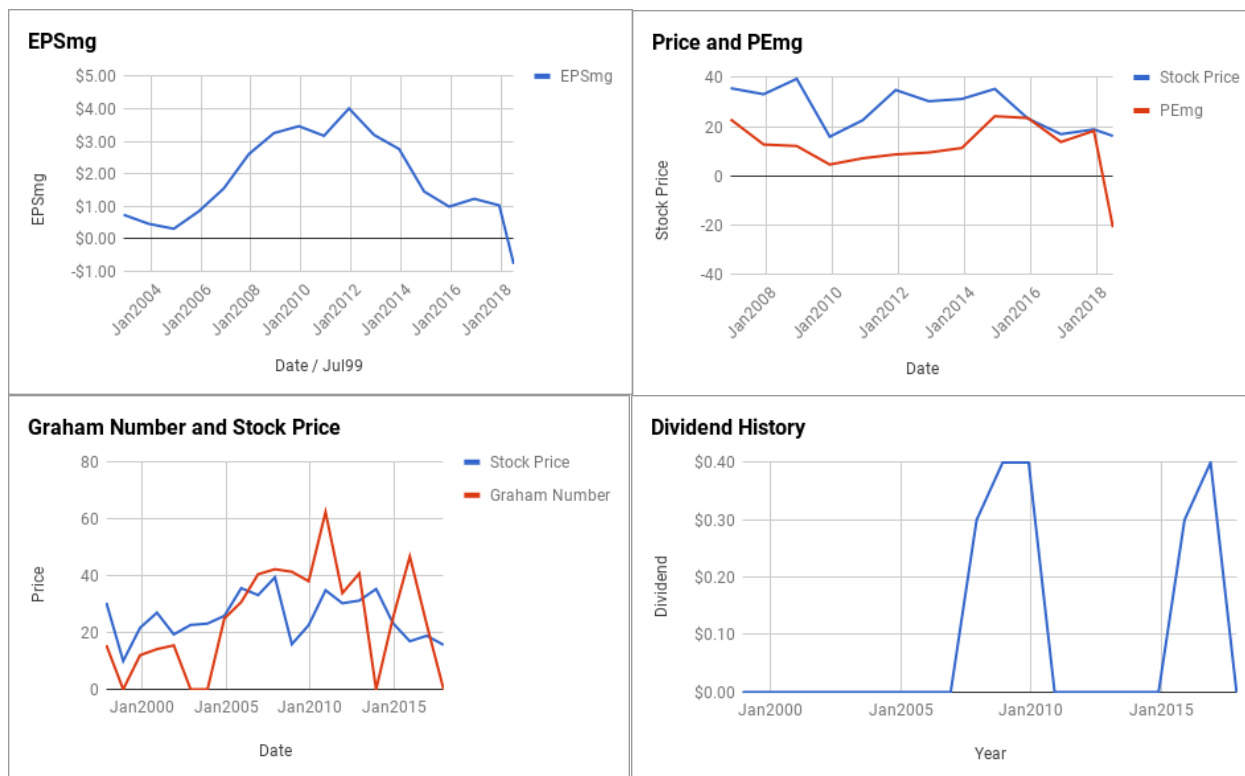 EPSmg
EPSmg
$5.00
$4.00
$3.00
$2.00
$1.00
$0.00
-$1.00
EPSmg
Jan2004
Jan2006
Jan2008
Jan2010
Jan2012
Jan2014
Jan2016
Jan2018
Date / Jul99
Price and PEmg
Stock Price
PEmg
40
20
0
-20
-40
Stock Price
Jan2008
Jan2010
Jan2012
Jan2014
Jan2016
Jan2018
Date
Graham Number and Stock Price
Stock Price
Graham Number
80
60
40
20
0
Price
Jan2000
Jan2005
Jan2010
Jan2015
Date
Dividend History
$0.40
$0.30
$0.20
$0.10
$0.00
Dividend
Jan2000
Jan2005
Jan2010
Jan2015
Year